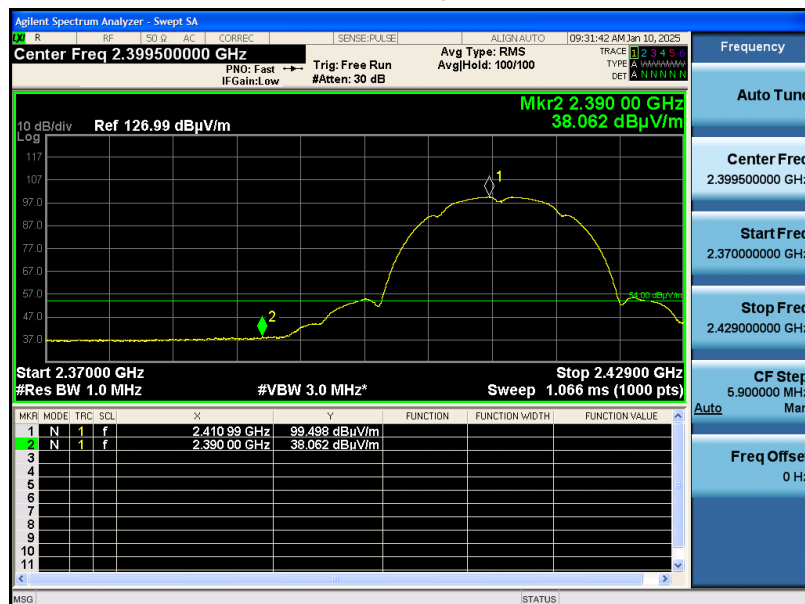 Agilent Spectrum Analyzer - Swept SA
LXI R RF 50 Ω AC CORREC SENSE:PULSE ALIGN AUTO 09:31:42 AM Jan 10, 2025
Center Freq 2.399500000 GHz
PNO: Fast
IFGain:Low
Trig: Free Run
#Atten: 30 dB
Avg Type: RMS
Avg|Hold: 100/100
TRACE 1 2 3 4 5 6
TYPE A WWWWW
DET A N N N N N
Mkr2 2.390 00 GHz
38.062 dBµV/m
10 dB/div Ref 126.99 dBµV/m
Log
117
107
97.0
87.0
77.0
67.0
57.0
47.0
37.0
1
2
54.00 dBµV/m
Start 2.37000 GHz Stop 2.42900 GHz
#Res BW 1.0 MHz #VBW 3.0 MHz* Sweep 1.066 ms (1000 pts)
MKR MODE TRC SCL X Y FUNCTION FUNCTION WIDTH FUNCTION VALUE
1 N 1 f 2.410 99 GHz 99.498 dBµV/m
2 N 1 f 2.390 00 GHz 38.062 dBµV/m
3
4
5
6
7
8
9
10
11
MSG STATUS
Frequency
Auto Tune
Center Freq
2.399500000 GHz
Start Freq
2.370000000 GHz
Stop Freq
2.429000000 GHz
CF Step
5.900000 MHz
Auto Man
Freq Offset
0 Hz